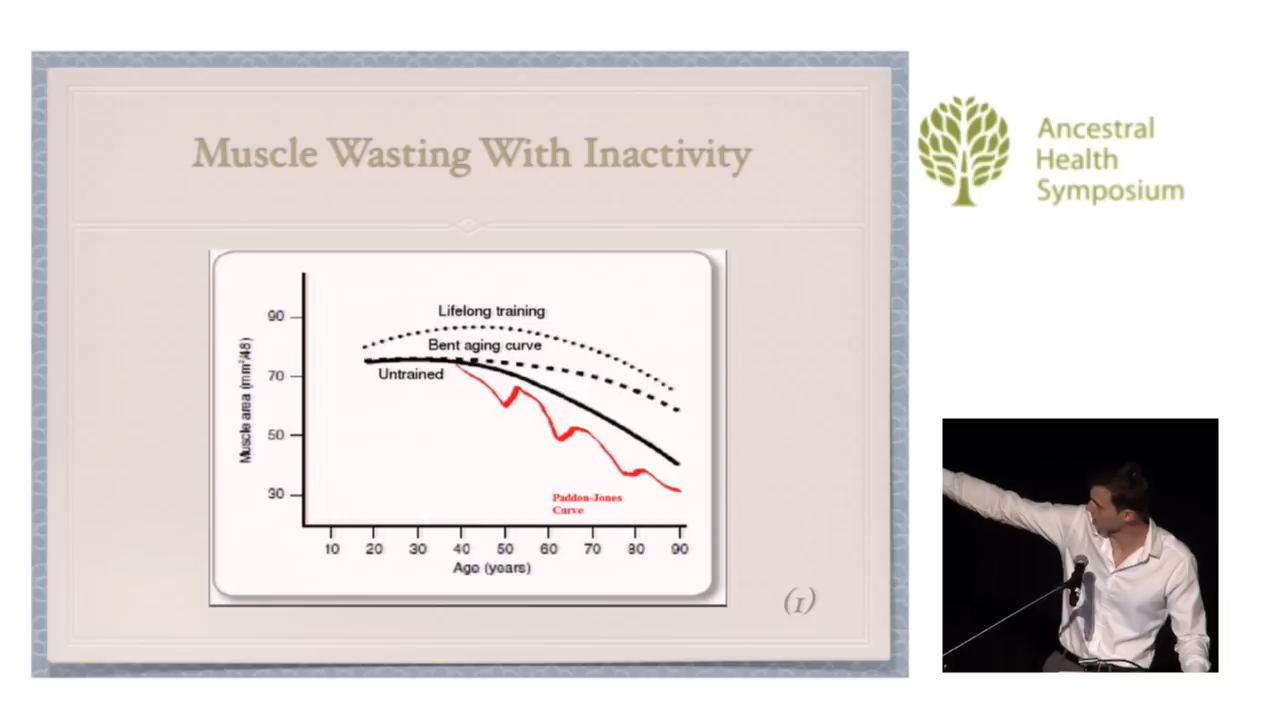 Muscle Wasting With Inactivity
Ancestral
Health
Symposium
Lifelong training
Bent aging curve
Untrained
90
70
50
30
Muscle area (mm²/48)
Paddon-Jones
Curve
10 20 30 40 50 60 70 80 90
Age (years)
(1)